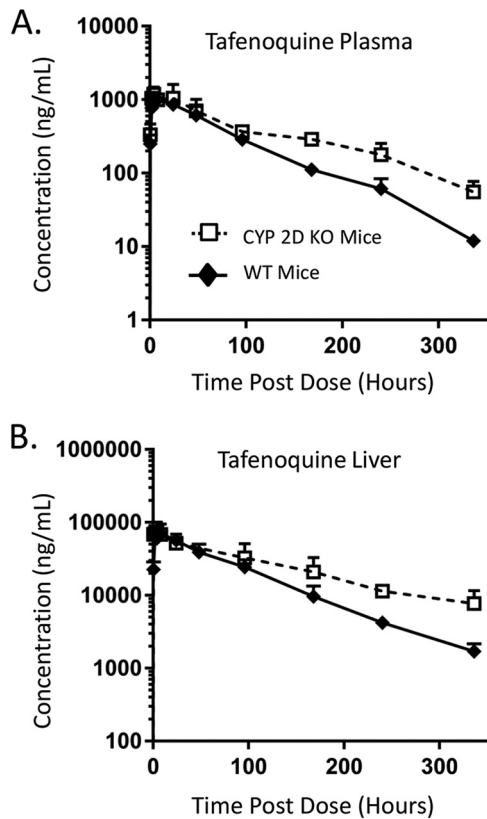 A.
Tafenoquine Plasma
Concentration (ng/mL)
10000
1000
100
10
1
CYP 2D KO Mice
WT Mice
0
100
200
300
Time Post Dose (Hours)
B.
Tafenoquine Liver
Concentration (ng/mL)
1000000
100000
10000
1000
100
0
100
200
300
Time Post Dose (Hours)